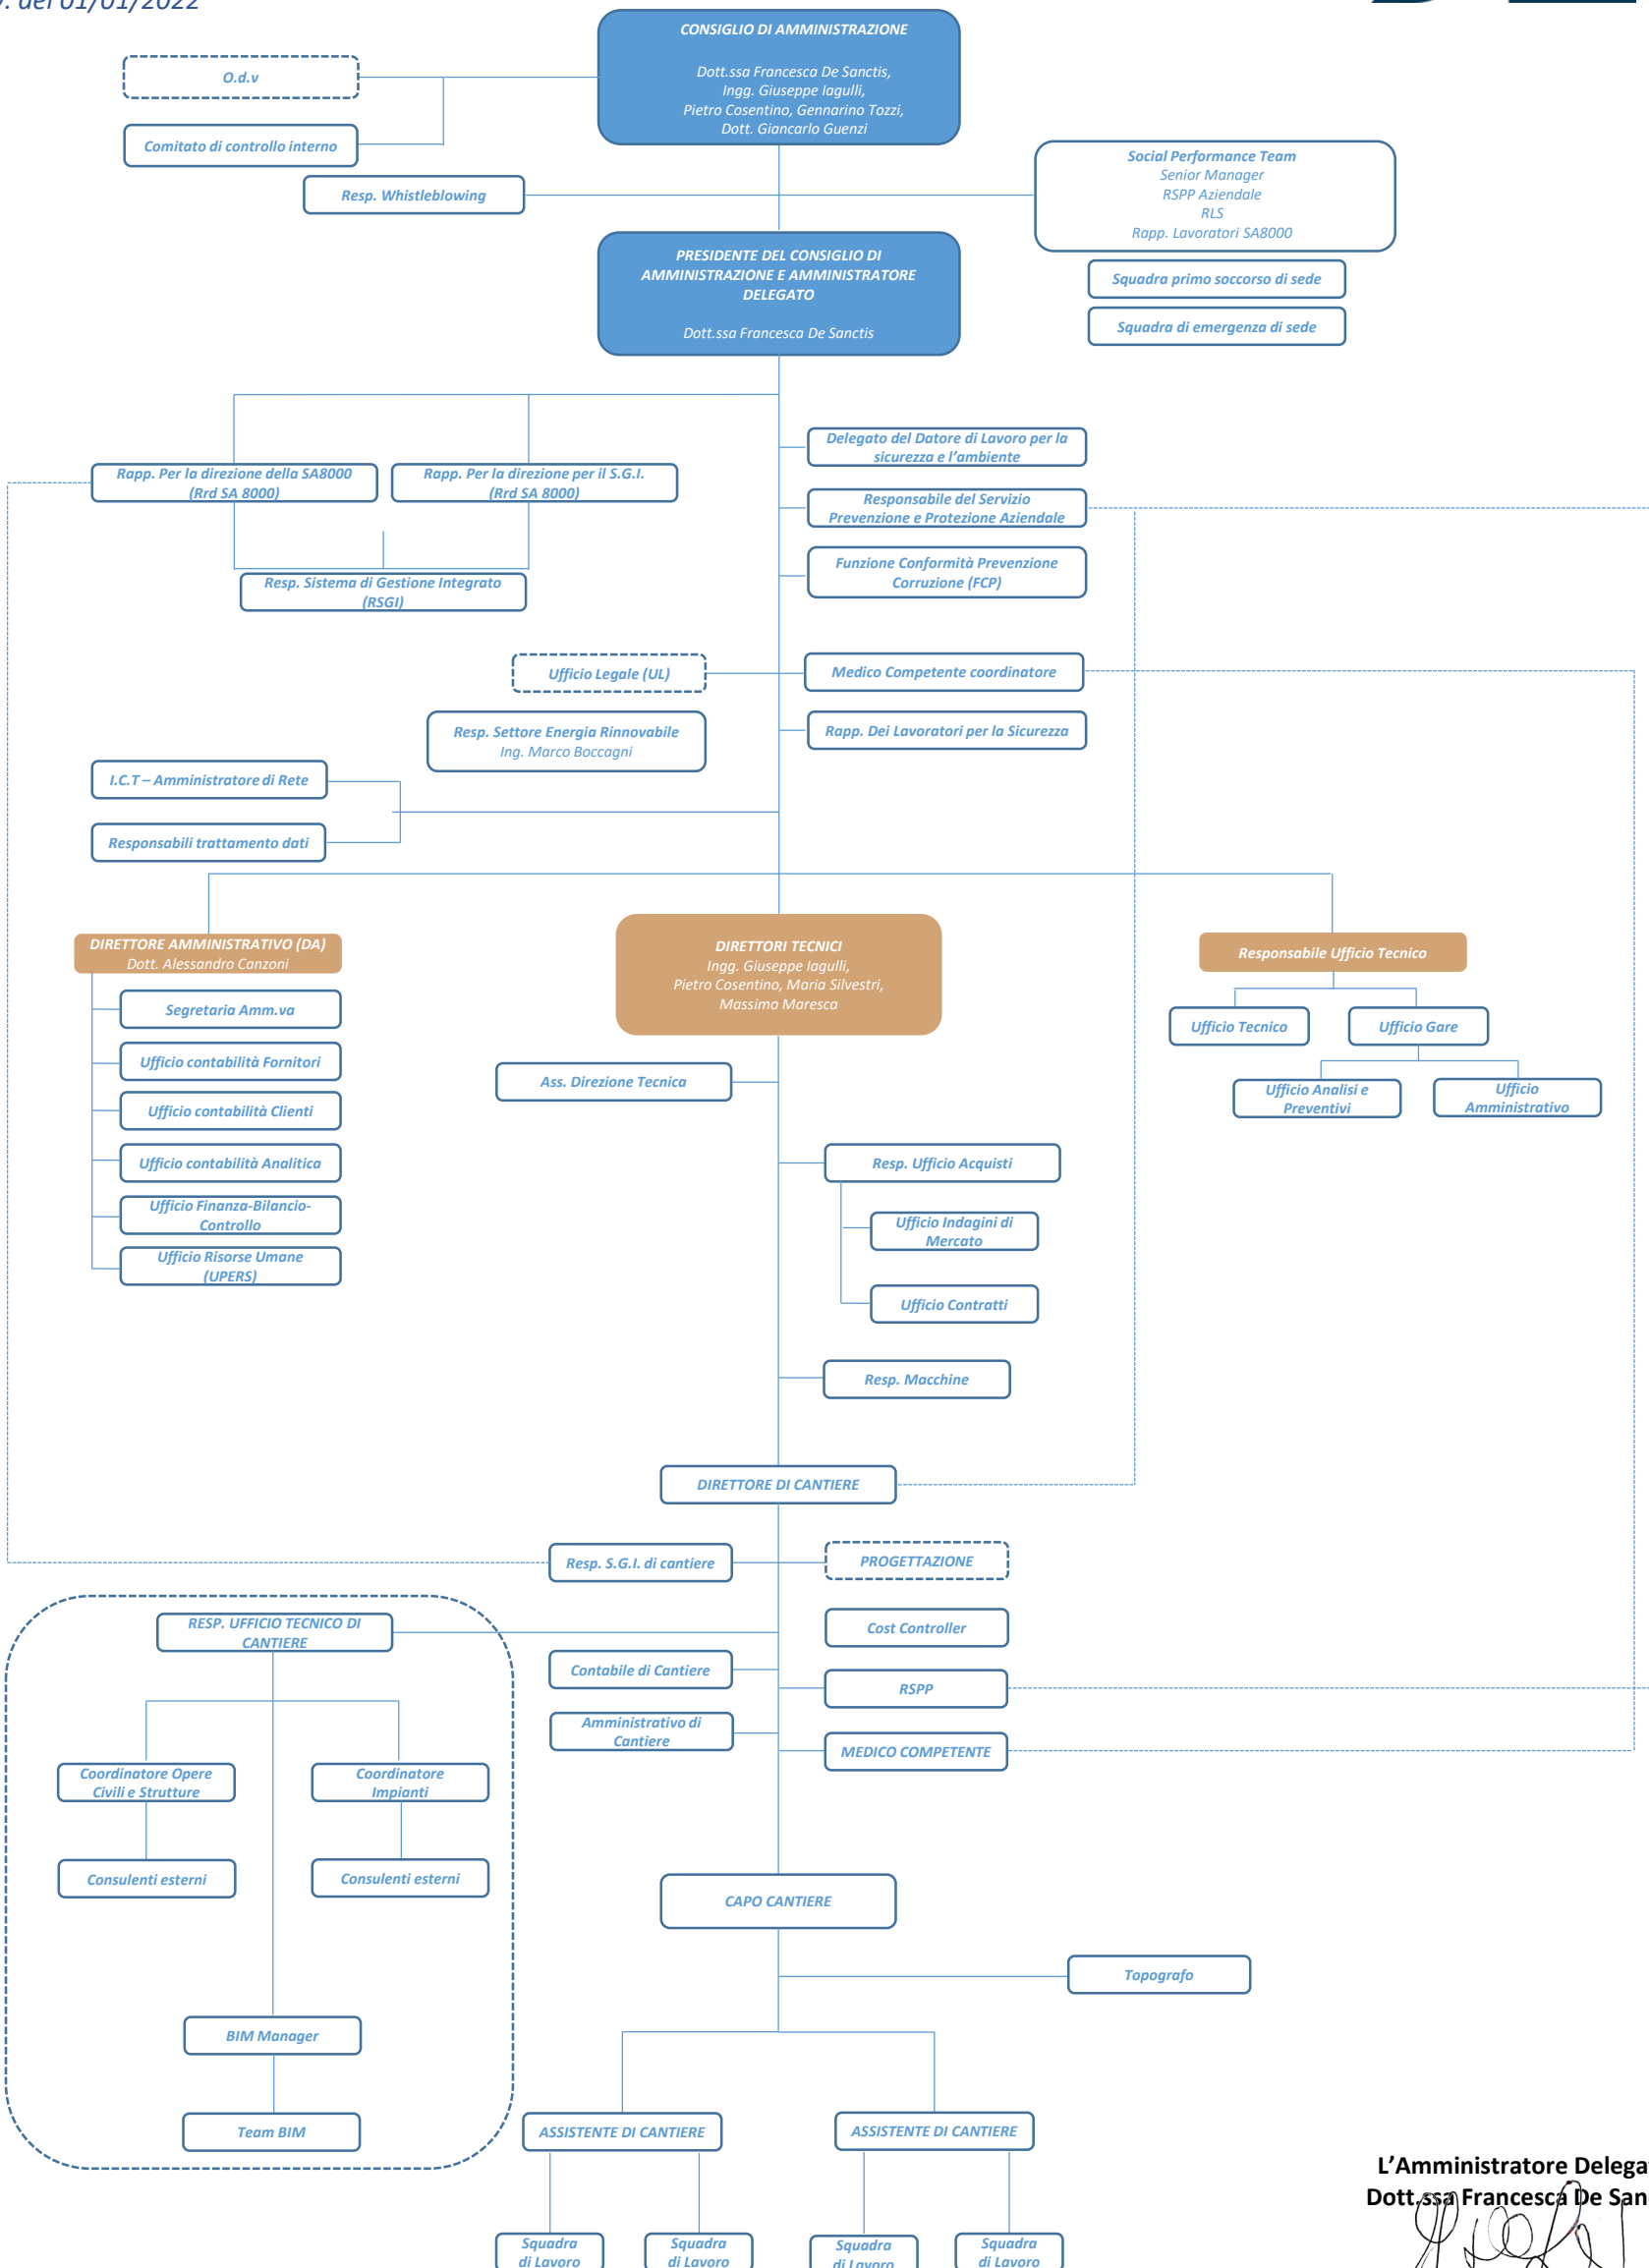 del 01/01/2022
CONSIGLIO DI AMMINISTRAZIONE
Dott.ssa Francesca De Sanctis,
Ingg. Giuseppe Iagulli,
Pietro Cosentino, Gennarino Tozzi,
Dott. Giancarlo Guenzi
O.d.v
Comitato di controllo interno
Resp. Whistleblowing
Social Performance Team
Senior Manager
RSPP Aziendale
RLS
Rapp. Lavoratori SA8000
PRESIDENTE DEL CONSIGLIO DI
AMMINISTRAZIONE E AMMINISTRATORE
DELEGATO
Dott.ssa Francesca De Sanctis
Squadra primo soccorso di sede
Squadra di emergenza di sede
Delegato del Datore di Lavoro per la
sicurezza e l'ambiente
Rapp. Per la direzione della SA8000
(Rrd SA 8000)
Rapp. Per la direzione per il S.G.I.
(Rrd SA 8000)
Responsabile del Servizio
Prevenzione e Protezione Aziendale
Funzione Conformità Prevenzione
Corruzione (FCP)
Resp. Sistema di Gestione Integrato
(RSGI)
Ufficio Legale (UL)
Medico Competente coordinatore
Resp. Settore Energia Rinnovabile
Ing. Marco Boccagni
Rapp. Dei Lavoratori per la Sicurezza
I.C.T – Amministratore di Rete
Responsabili trattamento dati
DIRETTORE AMMINISTRATIVO (DA)
Dott. Alessandro Canzoni
DIRETTORI TECNICI
Ingg. Giuseppe Iagulli,
Pietro Cosentino, Maria Silvestri,
Massimo Maresca
Responsabile Ufficio Tecnico
Segretaria Amm.va
Ufficio contabilità Fornitori
Ufficio contabilità Clienti
Ufficio contabilità Analitica
Ufficio Finanza-Bilancio-
Controllo
Ufficio Risorse Umane
(UPERS)
Ufficio Tecnico
Ufficio Gare
Ufficio Analisi e
Preventivi
Ufficio
Amministrativo
Ass. Direzione Tecnica
Resp. Ufficio Acquisti
Ufficio Indagini di
Mercato
Ufficio Contratti
Resp. Macchine
DIRETTORE DI CANTIERE
Resp. S.G.I. di cantiere
PROGETTAZIONE
RESP. UFFICIO TECNICO DI
CANTIERE
Cost Controller
Contabile di Cantiere
RSPP
Amministrativo di
Cantiere
MEDICO COMPETENTE
Coordinatore Opere
Civili e Strutture
Coordinatore
Impianti
Consulenti esterni
Consulenti esterni
CAPO CANTIERE
Topografo
BIM Manager
Team BIM
ASSISTENTE DI CANTIERE
ASSISTENTE DI CANTIERE
Squadra
di Lavoro
Squadra
di Lavoro
Squadra
di Lavoro
Squadra
di Lavoro
L'Amministratore Delega
Dott.ssa Francesca De San